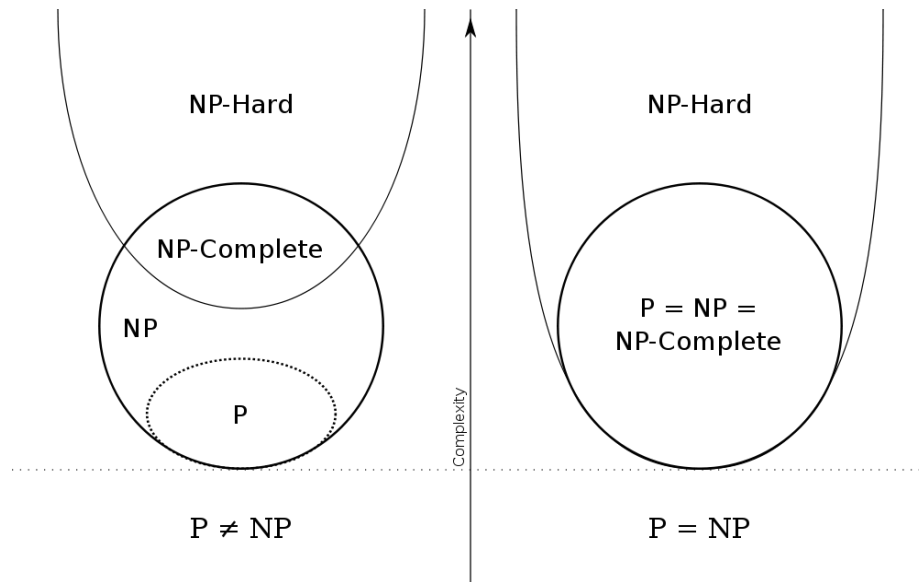 NP-Hard
NP-Complete
NP
P
P ≠ NP
Complexity
NP-Hard
P = NP =
NP-Complete
P = NP